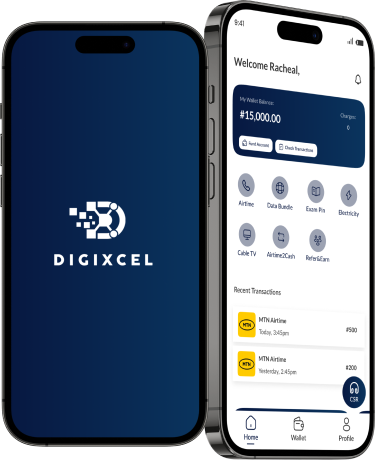 DIGIXCEL
9:41
Welcome Racheal,
My Wallet Balance:
₦15,000.00
Charges:
0
Fund Account
Check Transactions
Airtime
Data Bundle
Exam Pin
Electricity
Cable TV
Airtime2Cash
Refer&Earn
Recent Transactions
MTN
MTN Airtime
Today, 3:45pm
₦500
MTN
MTN Airtime
Yesterday, 2:45pm
₦200
CSR
Home
Wallet
Profile